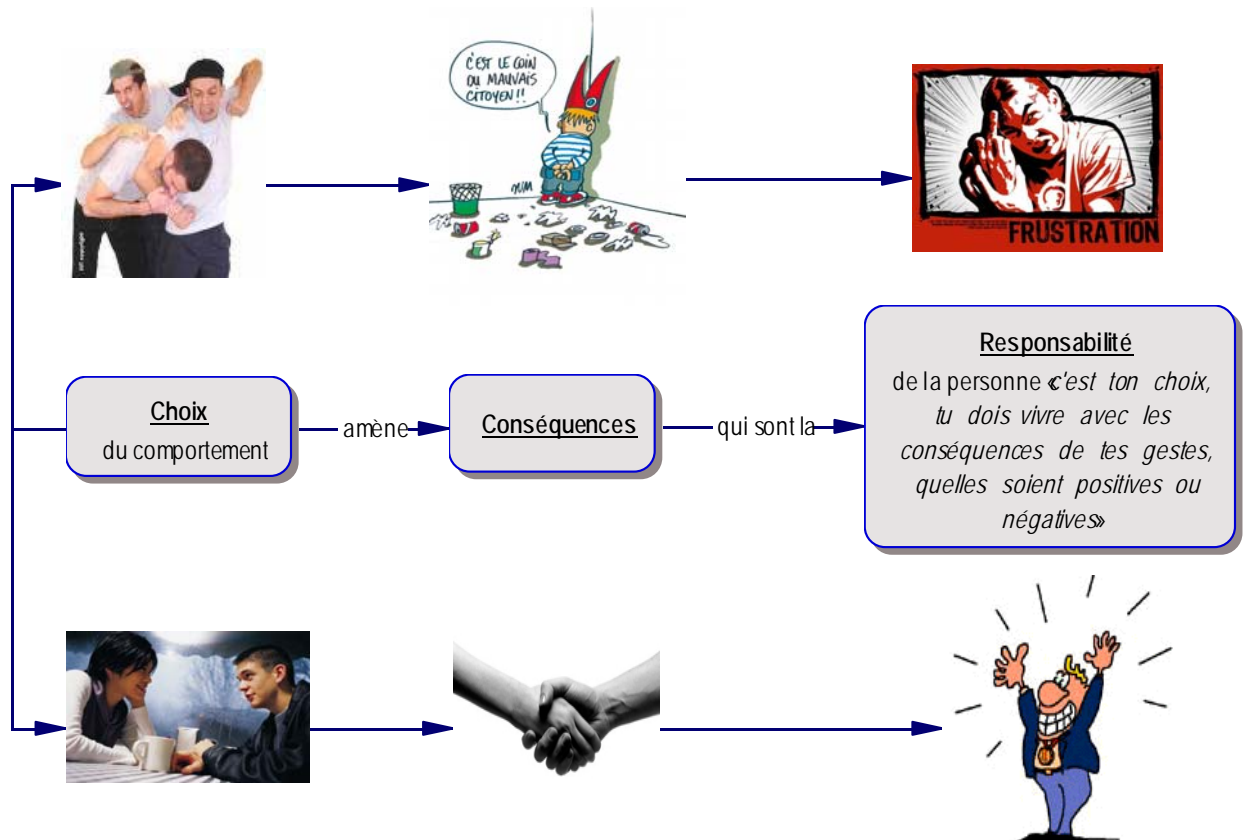 C'EST LE COIN
DU MAUVAIS
CITOYEN!!
NIM
FRUSTRATION
Choix
du comportement
amène
Conséquences
qui sont la
Responsabilité
de la personne «c'est ton choix,
tu dois vivre avec les
conséquences de tes gestes,
quelles soient positives ou
négatives»